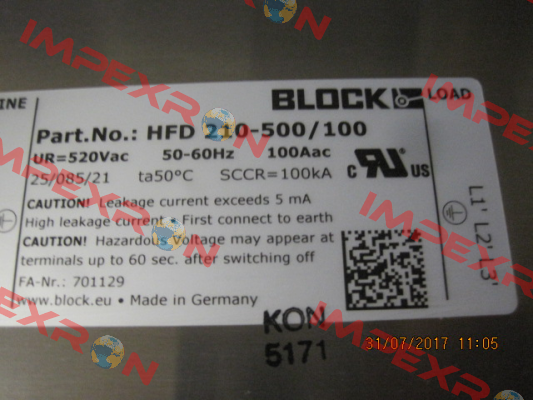 INE
BLOCK
LOAD
Part.No.: HFD 210-500/100
UR=520Vac 50-60Hz 100Aac
25/085/21 ta50°C SCCR=100kA
C US
CAUTION! Leakage current exceeds 5 mA
High leakage current • First connect to earth
CAUTION! Hazardous Voltage may appear at
terminals up to 60 sec. after switching off
FA-Nr.: 701129
www.block.eu • Made in Germany
L1' L2' L3'
KON
5171
31/07/2017 11:05
IMPEXRON
IMPEXRON
IMPEXRON
IMPEXRON
IMPEXRON